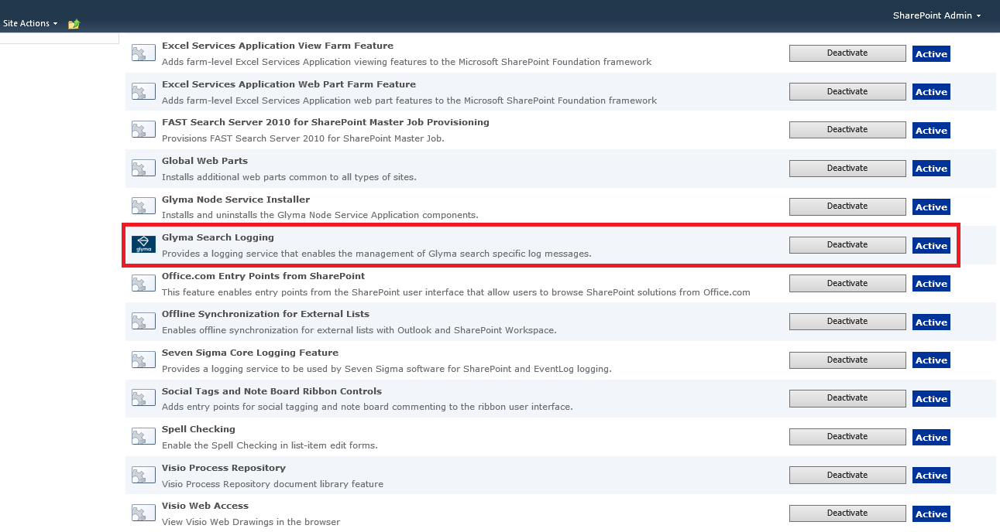 Site Actions
SharePoint Admin
Excel Services Application View Farm Feature
Adds farm-level Excel Services Application viewing features to the Microsoft SharePoint Foundation framework
Deactivate
Active
Excel Services Application Web Part Farm Feature
Adds farm-level Excel Services Application web part features to the Microsoft SharePoint Foundation framework
Deactivate
Active
FAST Search Server 2010 for SharePoint Master Job Provisioning
Provisions FAST Search Server 2010 for SharePoint Master Job.
Deactivate
Active
Global Web Parts
Installs additional web parts common to all types of sites.
Deactivate
Active
Glyma Node Service Installer
Installs and uninstalls the Glyma Node Service Application components.
Deactivate
Active
glyma
Glyma Search Logging
Provides a logging service that enables the management of Glyma search specific log messages.
Deactivate
Active
Office.com Entry Points from SharePoint
This feature enables entry points from the SharePoint user interface that allow users to browse SharePoint solutions from Office.com
Deactivate
Active
Offline Synchronization for External Lists
Enables offline synchronization for external lists with Outlook and SharePoint Workspace.
Deactivate
Active
Seven Sigma Core Logging Feature
Provides a logging service to be used by Seven Sigma software for SharePoint and EventLog logging.
Deactivate
Active
Social Tags and Note Board Ribbon Controls
Adds entry points for social tagging and note board commenting to the ribbon user interface.
Deactivate
Active
Spell Checking
Enable the Spell Checking in list-item edit forms.
Deactivate
Active
Visio Process Repository
Visio Process Repository document library feature
Deactivate
Active
Visio Web Access
View Visio Web Drawings in the browser
Deactivate
Active